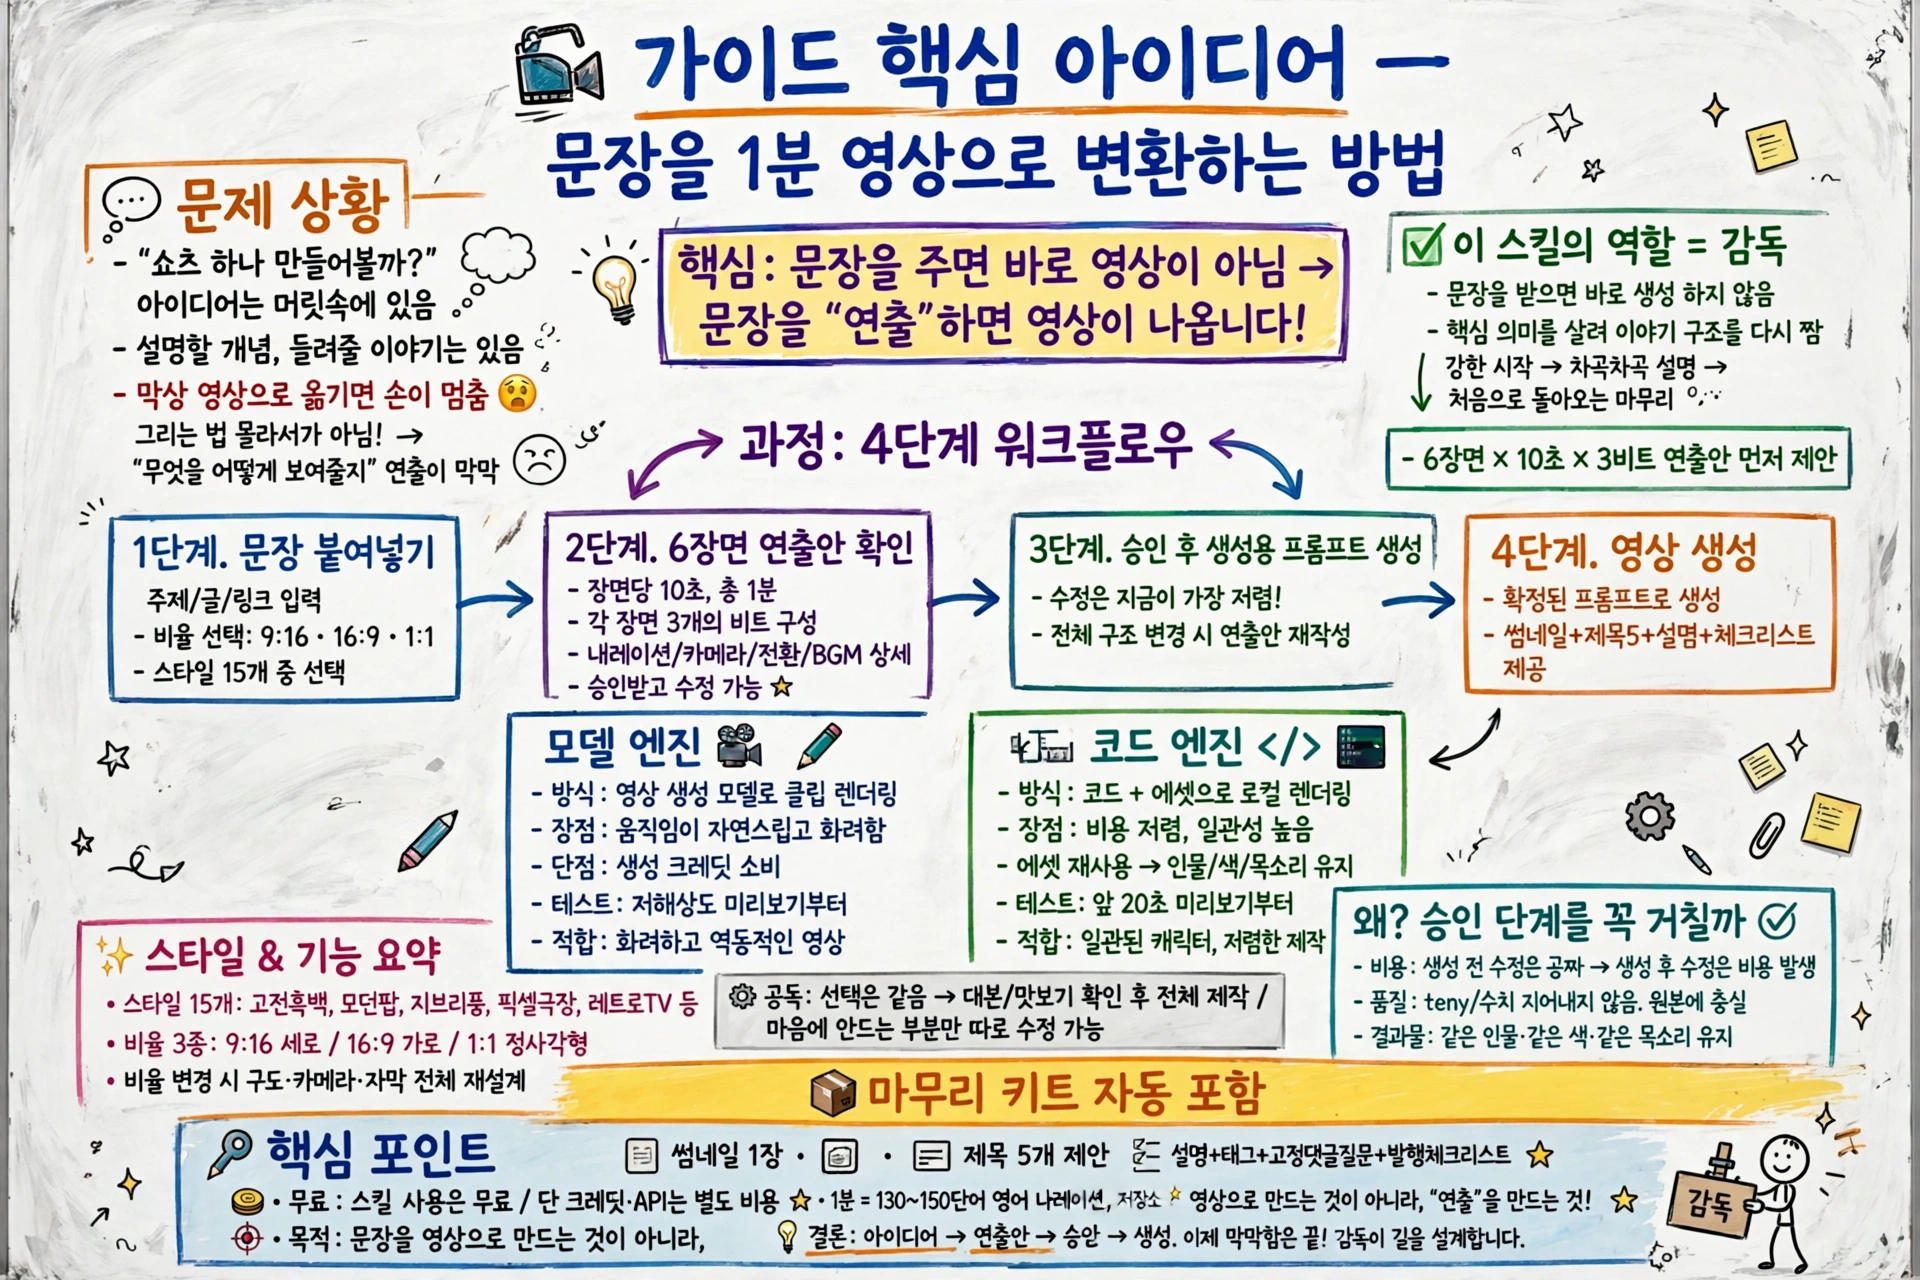 가이드 핵심 아이디어 —
문장을 1분 영상으로 변환하는 방법
문제 상황
- “쇼츠 하나 만들어볼까?”
아이디어는 머릿속에 있음
- 설명할 개념, 들려줄 이야기는 있음
- 막상 영상으로 옮기면 손이 멈춤
그리는 법 몰라서가 아님! →
“무엇을 어떻게 보여줄지” 연출이 막막
핵심: 문장을 주면 바로 영상이 아님 →
문장을 “연출”하면 영상이 나옵니다!
이 스킬의 역할 = 감독
- 문장을 받으면 바로 생성 하지 않음
- 핵심 의미를 살려 이야기 구조를 다시 짬
강한 시작 → 차곡차곡 설명 →
처음으로 돌아오는 마무리
- 6장면 × 10초 × 3비트 연출안 먼저 제안
과정: 4단계 워크플로우
1단계. 문장 붙여넣기
주제/글/링크 입력
- 비율 선택: 9:16 • 16:9 • 1:1
- 스타일 15개 중 선택
2단계. 6장면 연출안 확인
- 장면당 10초, 총 1분
- 각 장면 3개의 비트 구성
- 내레이션/카메라/전환/BGM 상세
- 승인받고 수정 가능
3단계. 승인 후 생성용 프롬프트 생성
- 수정은 지금이 가장 저렴!
- 전체 구조 변경 시 연출안 재작성
4단계. 영상 생성
- 확정된 프롬프트로 생성
- 썸네일+제목5+설명+체크리스트
제공
모델 엔진
- 방식: 영상 생성 모델로 클립 렌더링
- 장점: 움직임이 자연스럽고 화려함
- 단점: 생성 크레딧 소비
- 테스트: 저해상도 미리보기부터
- 적합: 화려하고 역동적인 영상
코드 엔진 </>
- 방식: 코드 + 에셋으로 로컬 렌더링
- 장점: 비용 저렴, 일관성 높음
- 에셋 재사용 → 인물/색/목소리 유지
- 테스트: 앞 20초 미리보기부터
- 적합: 일관된 캐릭터, 저렴한 제작
공독: 선택은 같음 → 대본/맛보기 확인 후 전체 제작 /
마음에 안드는 부분만 따로 수정 가능
왜? 승인 단계를 꼭 거칠까
- 비용: 생성 전 수정은 공짜 → 생성 후 수정은 비용 발생
- 품질: teny/수치 지어내지 않음. 원본에 충실
- 결과물: 같은 인물·같은 색·같은 목소리 유지
스타일 & 기능 요약
• 스타일 15개: 고전흑백, 모던팝, 지브리풍, 픽셀극장, 레트로TV 등
• 비율 3종: 9:16 세로 / 16:9 가로 / 1:1 정사각형
• 비율 변경 시 구도·카메라·자막 전체 재설계
마무리 키트 자동 포함
핵심 포인트
썸네일 1장 • • 제목 5개 제안 설명+태그+고정댓글질문+발행체크리스트
• 무료: 스킬 사용은 무료 / 단 크레딧·API는 별도 비용 • 1분 = 130~150단어 영어 나레이션, 저장소 영상으로 만드는 것이 아니라, “연출”을 만드는 것!
• 목적: 문장을 영상으로 만드는 것이 아니라,
결론: 아이디어 → 연출안 → 승안 → 생성. 이제 막막함은 끝! 감독이 길을 설계합니다.
감독